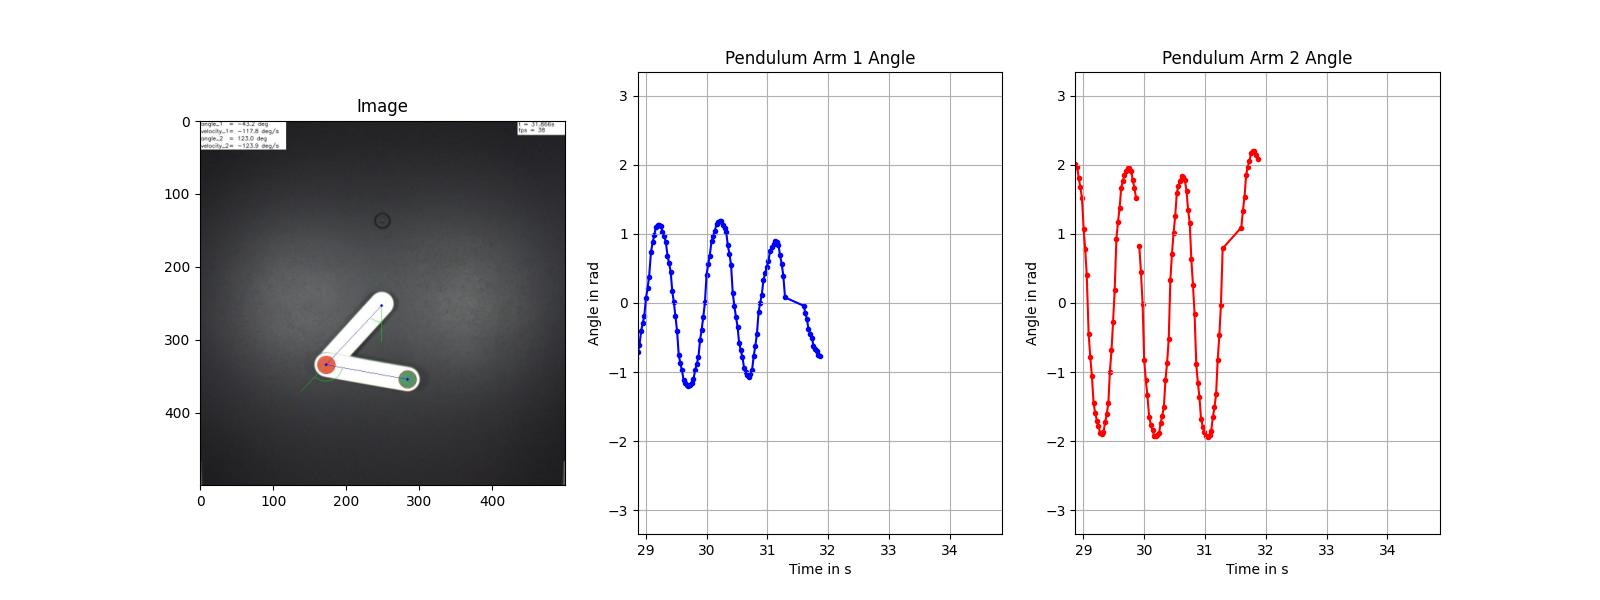 Image
angle_1 = -43.2 deg
velocity_1= -117.8 deg/s
angle_2 = 123.0 deg
velocity_2= -123.9 deg/s
t = 31.866s
fps = 38
0
100
200
300
400
0 100 200 300 400
Pendulum Arm 1 Angle
Angle in rad
3
2
1
0
−1
−2
−3
29 30 31 32 33 34
Time in s
Pendulum Arm 2 Angle
Angle in rad
3
2
1
0
−1
−2
−3
29 30 31 32 33 34
Time in s